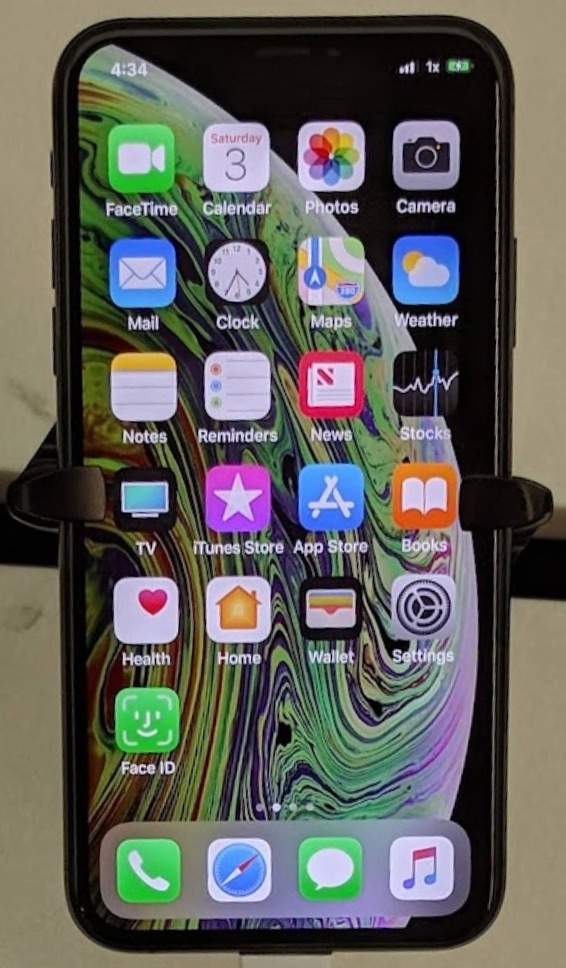 4:34 1x
Saturday
3
FaceTime Calendar Photos Camera
280
Mail Clock Maps Weather
Notes Reminders News Stocks
TV iTunes Store App Store Books
Health Home Wallet Settings
Face ID